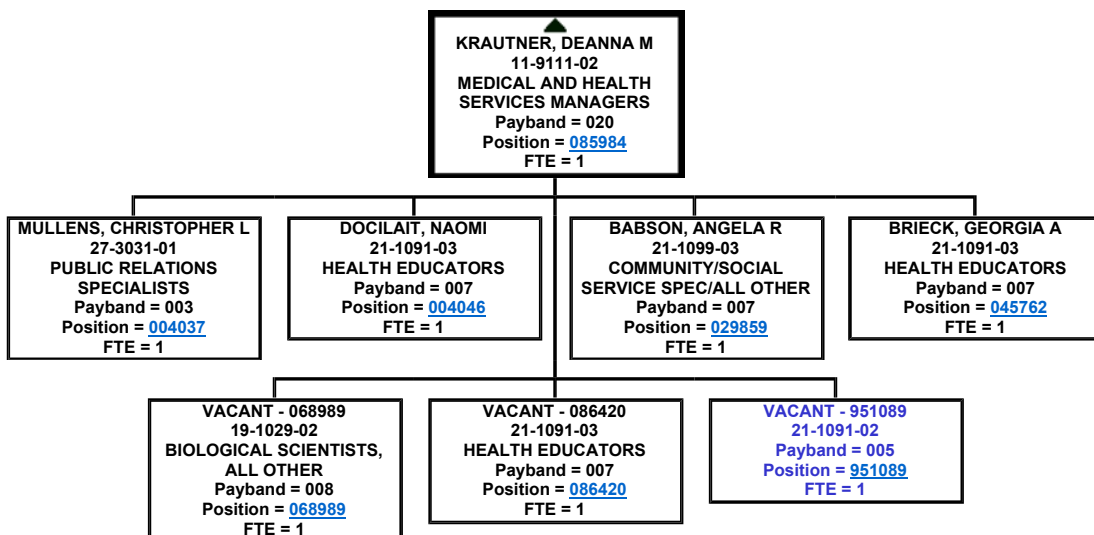 KRAUTNER, DEANNA M
11-9111-02
MEDICAL AND HEALTH
SERVICES MANAGERS
Payband = 020
Position = 085984
FTE = 1
MULLENS, CHRISTOPHER L
27-3031-01
PUBLIC RELATIONS
SPECIALISTS
Payband = 003
Position = 004037
FTE = 1
DOCILAIT, NAOMI
21-1091-03
HEALTH EDUCATORS
Payband = 007
Position = 004046
FTE = 1
BABSON, ANGELA R
21-1099-03
COMMUNITY/SOCIAL
SERVICE SPEC/ALL OTHER
Payband = 007
Position = 029859
FTE = 1
BRIECK, GEORGIA A
21-1091-03
HEALTH EDUCATORS
Payband = 007
Position = 045762
FTE = 1
VACANT - 068989
19-1029-02
BIOLOGICAL SCIENTISTS,
ALL OTHER
Payband = 008
Position = 068989
FTE = 1
VACANT - 086420
21-1091-03
HEALTH EDUCATORS
Payband = 007
Position = 086420
FTE = 1
VACANT - 951089
21-1091-02
Payband = 005
Position = 951089
FTE = 1